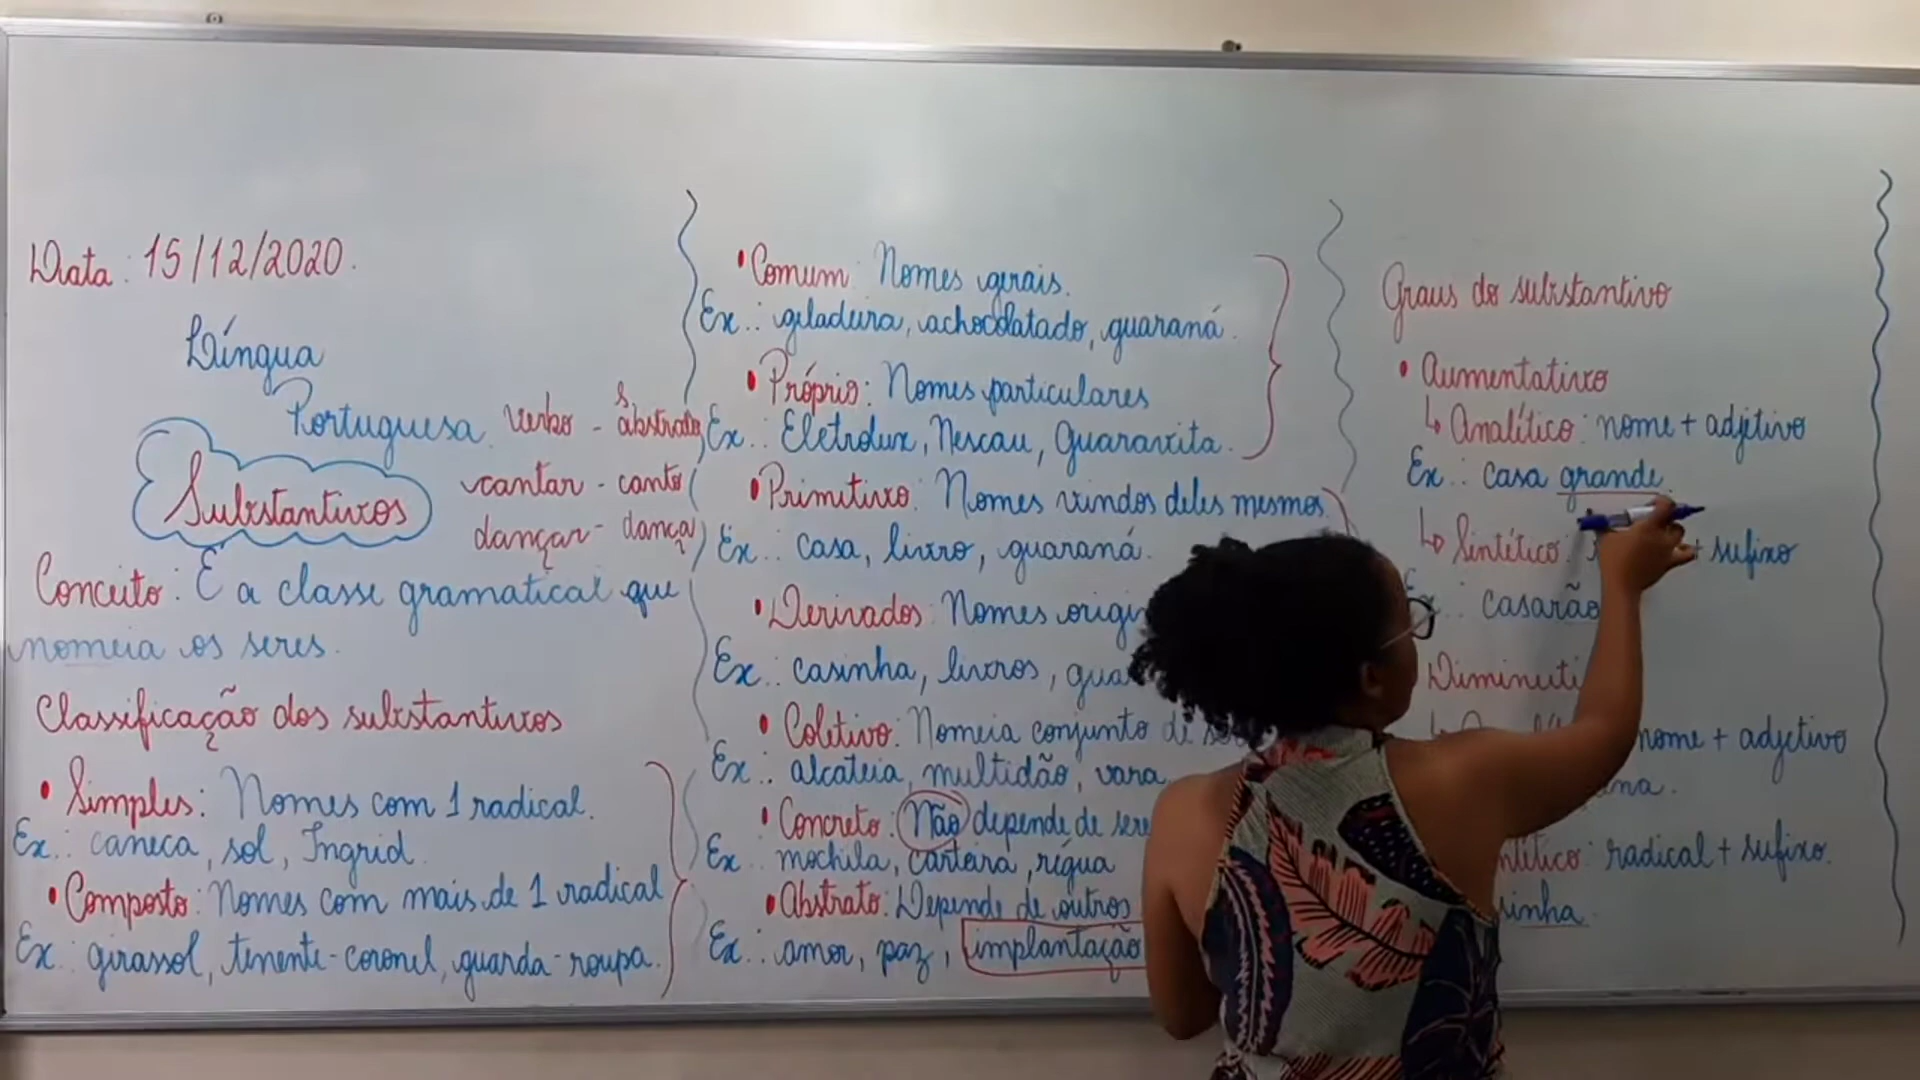 Data: 15/12/2020.
Língua
Portuguesa
Substantivos
verbo - s. abstrato
cantar - canto
dançar - dança
Conceito: É a classe gramatical que
nomeia os seres.
Classificação dos substantivos
• Simples: Nomes com 1 radical.
Ex.: caneca, sol, Ingrid.
• Composto: Nomes com mais de 1 radical
Ex.: girassol, tenente-coronel, guarda-roupa.
• Comum: Nomes gerais.
Ex.: geladeira, achocolatado, guaraná.
• Próprio: Nomes particulares
Ex.: Eletrolux, Nescau, Guaravita.
• Primitivo: Nomes vindos deles mesmos
Ex.: casa, livro, guaraná.
• Derivados: Nomes
Ex.: casinha, livros,
• Coletivo: Nomeia conjunto de
Ex.: alcateia, multidão, vara
• Concreto: Não depende de
Ex.: mochila, carteira, régua
• Abstrato: Depende de outros
Ex.: amor, paz, implantação
Graus do substantivo
• Aumentativo
↳ Analítico: nome + adjetivo
Ex.: casa grande.
↳ Sintético: + sufixo
casarão
nome + adjetivo
radical + sufixo.